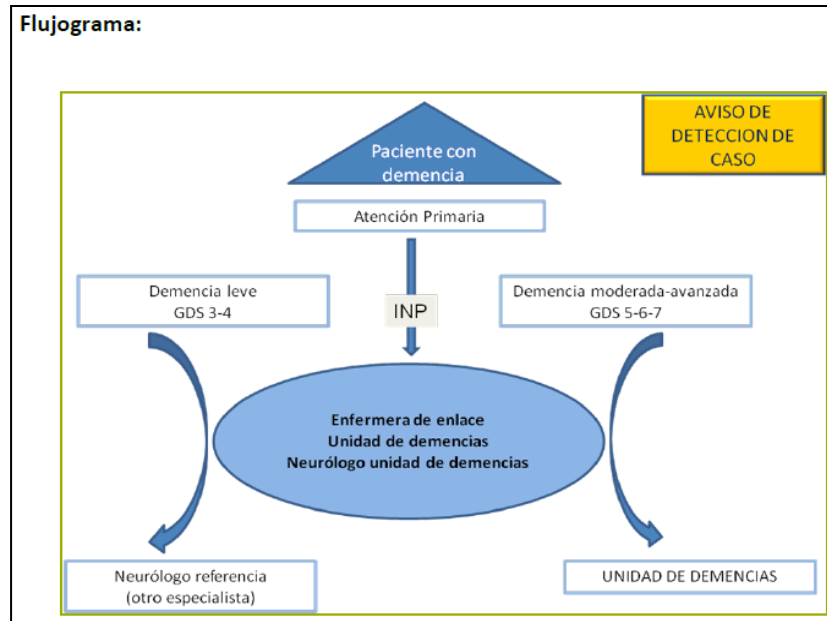 Flujograma:
AVISO DE
DETECCION DE
CASO
Paciente con
demencia
Atención Primaria
Demencia leve
GDS 3-4
INP
Demencia moderada-avanzada
GDS 5-6-7
Enfermera de enlace
Unidad de demencias
Neurólogo unidad de demencias
Neurólogo referencia
(otro especialista)
UNIDAD DE DEMENCIAS